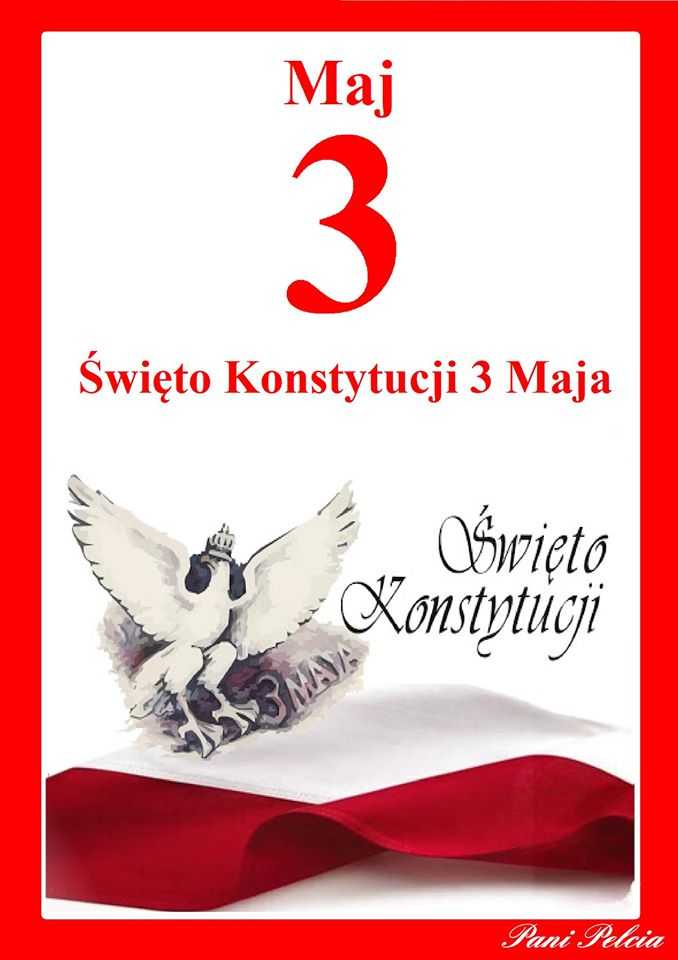 Maj
3
Święto Konstytucji 3 Maja
Święto
Konstytucji
3 MAJA
Pani Pelcia